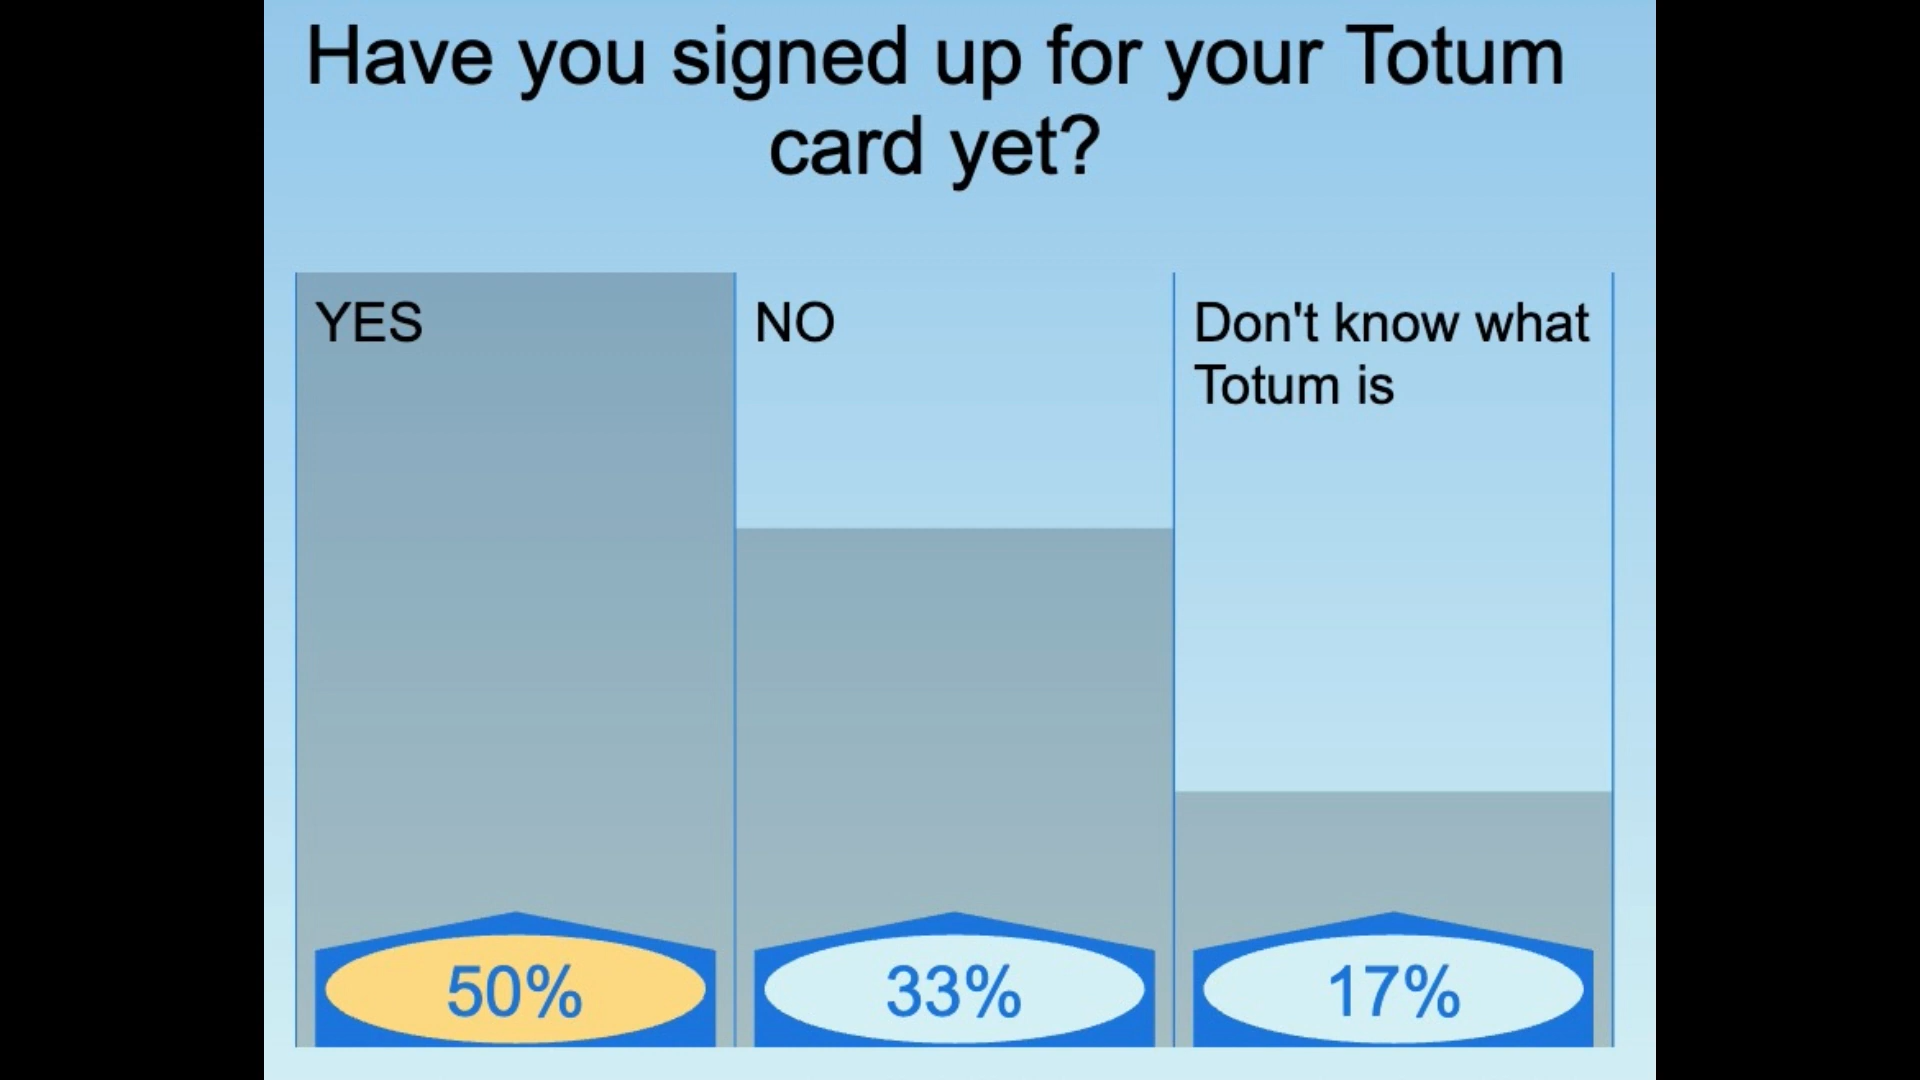 Have you signed up for your Totum
card yet?
YES
NO
Don't know what
Totum is
50%
33%
17%